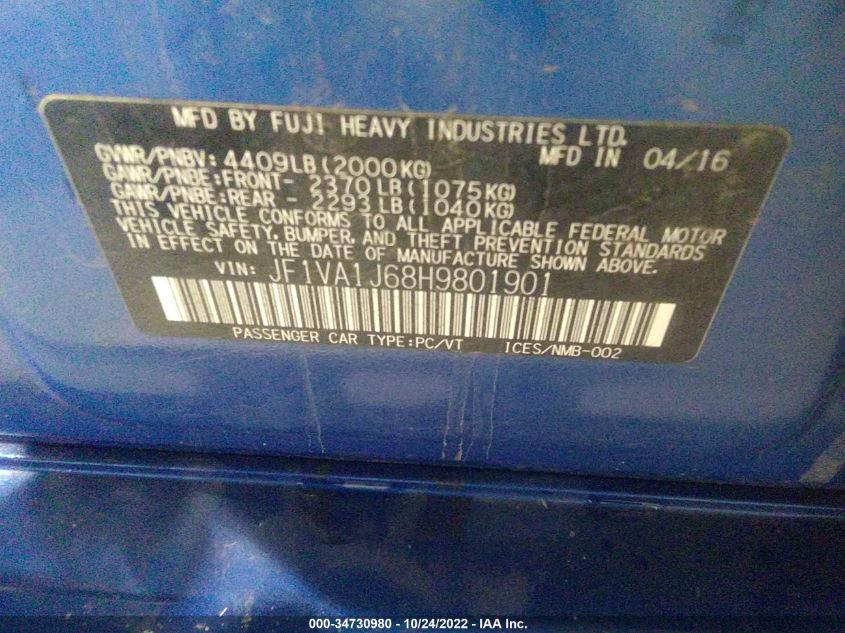 MFD BY FUJI HEAVY INDUSTRIES LTD.
GVWR/PNBV: 4409LB (2000KG) MFD IN 04/16
GAWR/PNBE:FRONT- 2370LB (1075KG)
GAWR/PNBE:REAR - 2293LB (1040KG)
THIS VEHICLE CONFORMS TO ALL APPLICABLE FEDERAL MOTOR
VEHICLE SAFETY, BUMPER, AND THEFT PREVENTION STANDARDS
IN EFFECT ON THE DATE OF MANUFACTURE SHOWN ABOVE.
VIN: JF1VA1J68H9801901
PASSENGER CAR TYPE:PC/VT ICES/NMB-002
000-34730980 - 10/24/2022 - IAA Inc.